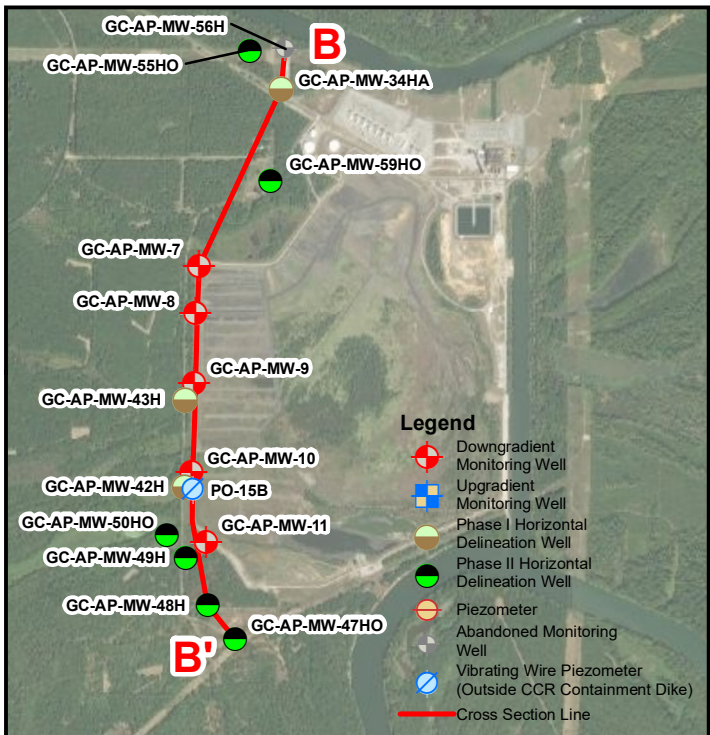 GC-AP-MW-56H
B
GC-AP-MW-55HO
GC-AP-MW-34HA
GC-AP-MW-59HO
GC-AP-MW-7
GC-AP-MW-8
GC-AP-MW-9
GC-AP-MW-43H
GC-AP-MW-10
GC-AP-MW-42H
PO-15B
GC-AP-MW-50HO
GC-AP-MW-11
GC-AP-MW-49H
GC-AP-MW-48H
GC-AP-MW-47HO
B'
Legend
Downgradient
Monitoring Well
Upgradient
Monitoring Well
Phase I Horizontal
Delineation Well
Phase II Horizontal
Delineation Well
Piezometer
Abandoned Monitoring
Well
Vibrating Wire Piezometer
(Outside CCR Containment Dike)
Cross Section Line